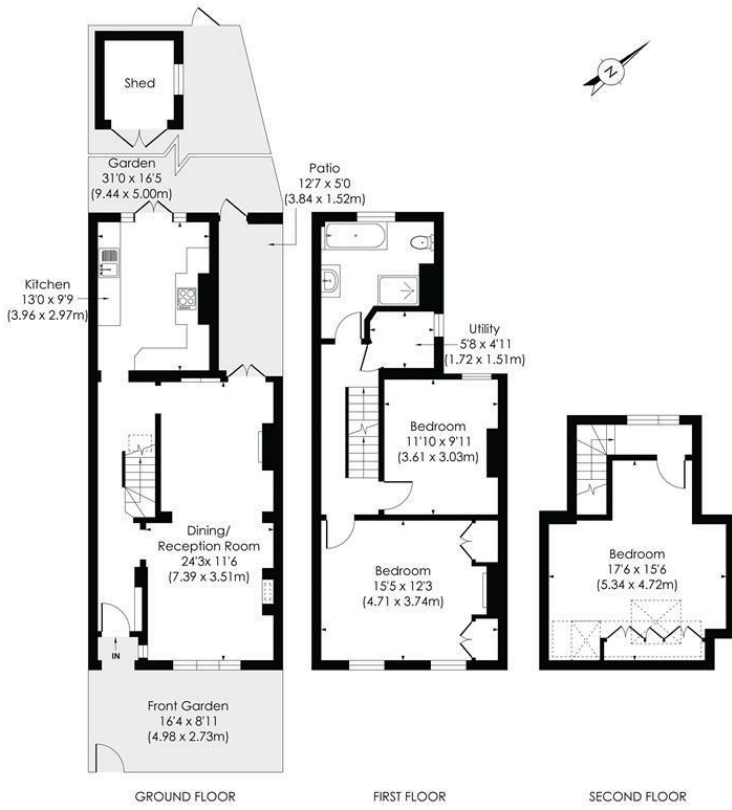 Shed
N
Garden
31'0 x 16'5
(9.44 x 5.00m)
Patio
12'7 x 5'0
(3.84 x 1.52m)
Kitchen
13'0 x 9'9
(3.96 x 2.97m)
Utility
5'8 x 4'11
(1.72 x 1.51m)
Bedroom
11'10 x 9'11
(3.61 x 3.03m)
Dining/
Reception Room
24'3x 11'6
(7.39 x 3.51m)
Bedroom
15'5 x 12'3
(4.71 x 3.74m)
Bedroom
17'6 x 15'6
(5.34 x 4.72m)
IN
Front Garden
16'4 x 8'11
(4.98 x 2.73m)
GROUND FLOOR
FIRST FLOOR
SECOND FLOOR